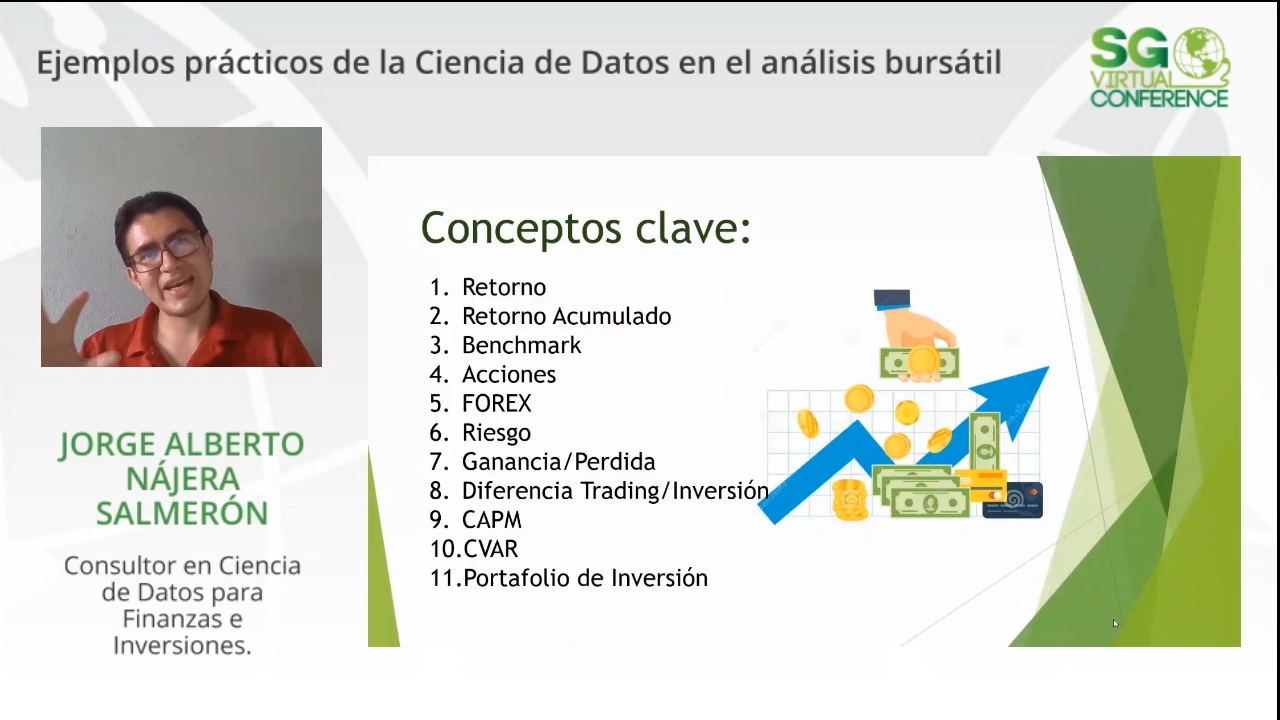 Ejemplos prácticos de la Ciencia de Datos en el análisis bursátil
SG
VIRTUAL
CONFERENCE
JORGE ALBERTO
NÁJERA
SALMERÓN
Consultor en Ciencia
de Datos para
Finanzas e
Inversiones.
Conceptos clave:
1. Retorno
2. Retorno Acumulado
3. Benchmark
4. Acciones
5. FOREX
6. Riesgo
7. Ganancia/Perdida
8. Diferencia Trading/Inversión
9. CAPM
10.CVAR
11.Portafolio de Inversión